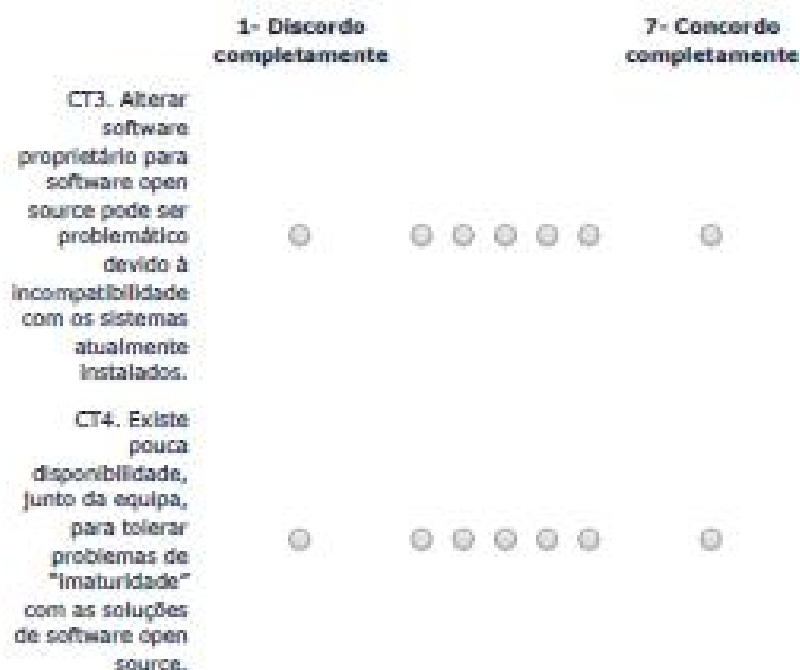 1- Discordo
completamente
7- Concordo
completamente
CT3. Alterar
software
proprietário para
software open
source pode ser
problemático
devido à
incompatibilidade
com os sistemas
atualmente
instalados.
CT4. Existe
pouca
disponibilidade,
junto da equipa,
para tolerar
problemas de
"imaturidade"
com as soluções
de software open
source.